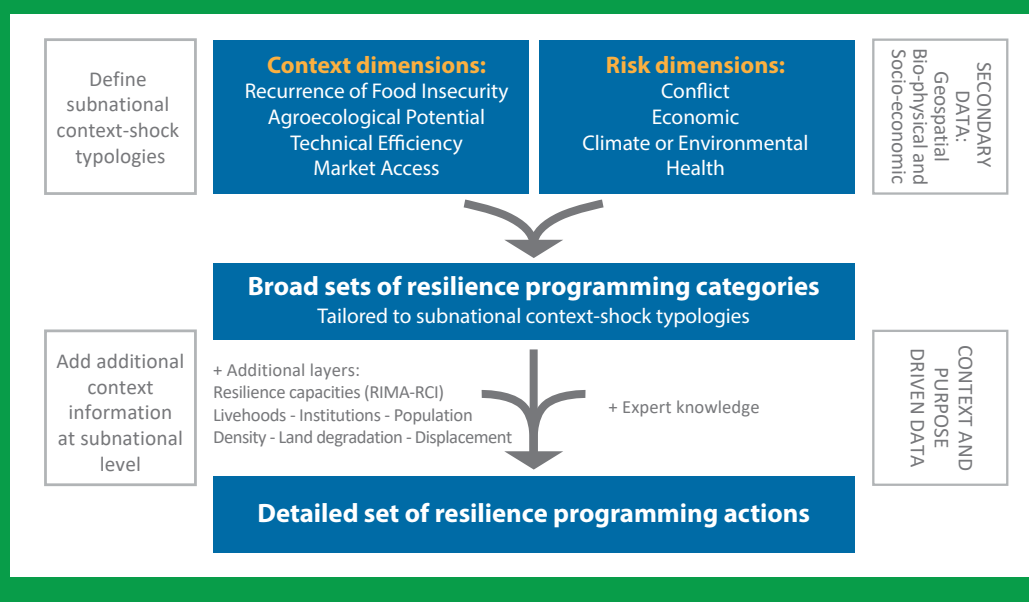 Define
subnational
context-shock
typologies
Context dimensions:
Recurrence of Food Insecurity
Agroecological Potential
Technical Efficiency
Market Access
Risk dimensions:
Conflict
Economic
Climate or Environmental
Health
SECONDARY
DATA:
Geospatial
Bio-physical and
Socio-economic
Broad sets of resilience programming categories
Tailored to subnational context-shock typologies
Add additional
context
information
at subnational
level
+ Additional layers:
Resilience capacities (RIMA-RCI)
Livehoods - Institutions - Population
Density - Land degradation - Displacement
+ Expert knowledge
CONTEXT AND
PURPOSE
DRIVEN DATA
Detailed set of resilience programming actions